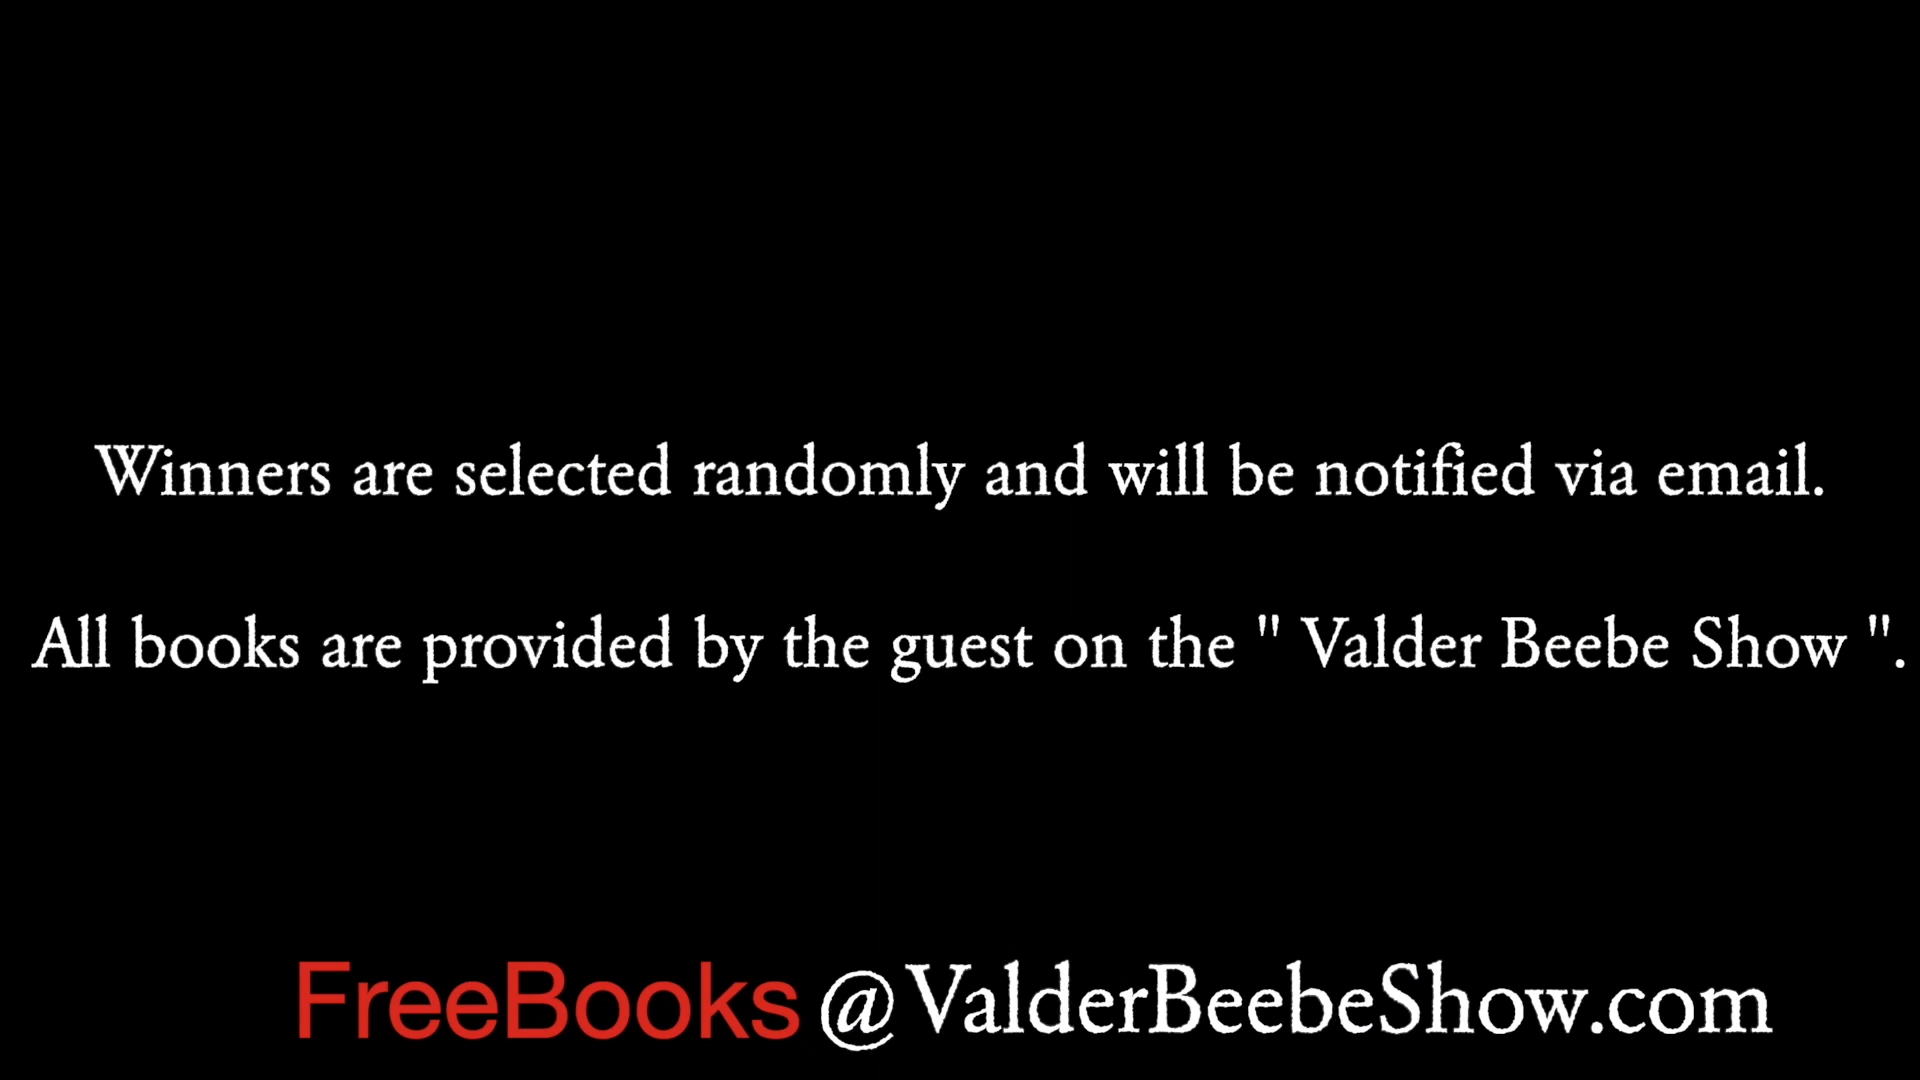 Winners are selected randomly and will be notified via email.
All books are provided by the guest on the " Valder Beebe Show ".
FreeBooks @ValderBeebeShow.com